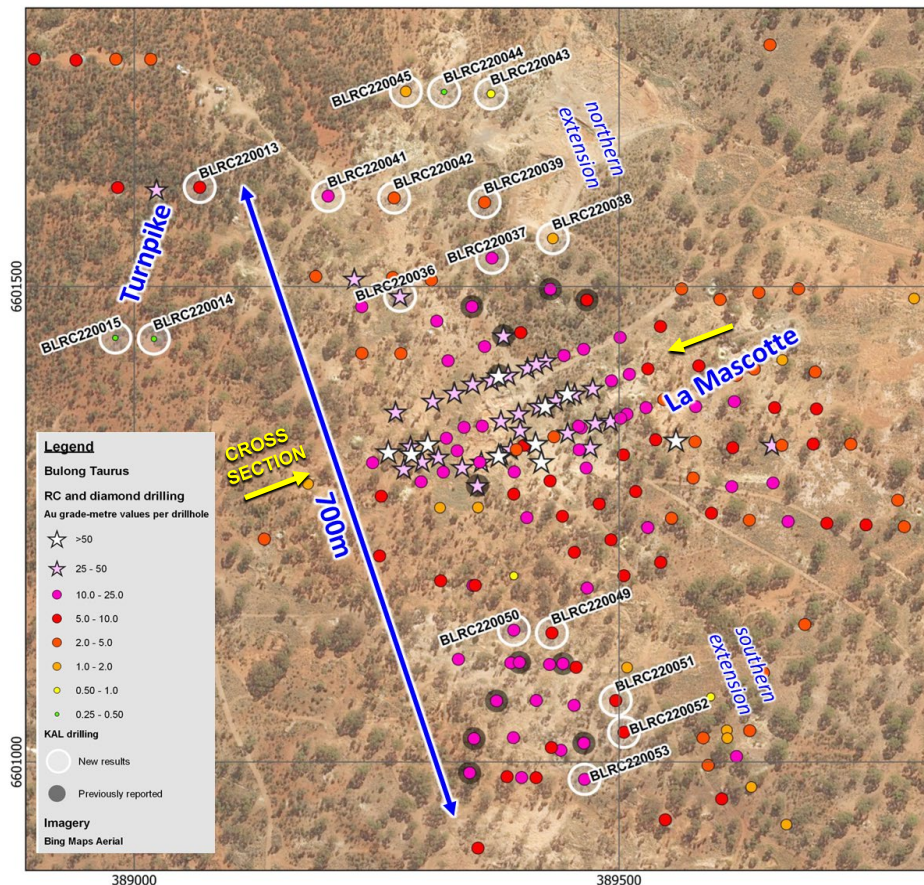 BLRC220045
BLRC220044
BLRC220043
northern
extension
BLRC220013
BLRC220041
BLRC220042
BLRC220039
BLRC220038
BLRC220037
BLRC220036
Turnpike
6601500
BLRC220015
BLRC220014
La Mascotte
CROSS
SECTION
700m
Legend
Bulong Taurus
RC and diamond drilling
Au grade-metre values per drillhole
>50
25 - 50
10.0 - 25.0
5.0 - 10.0
2.0 - 5.0
1.0 - 2.0
0.50 - 1.0
0.25 - 0.50
KAL drilling
New results
Previously reported
Imagery
Bing Maps Aerial
BLRC220050
BLRC220049
BLRC220051
BLRC220052
BLRC220053
southern
extension
6601000
389000
389500